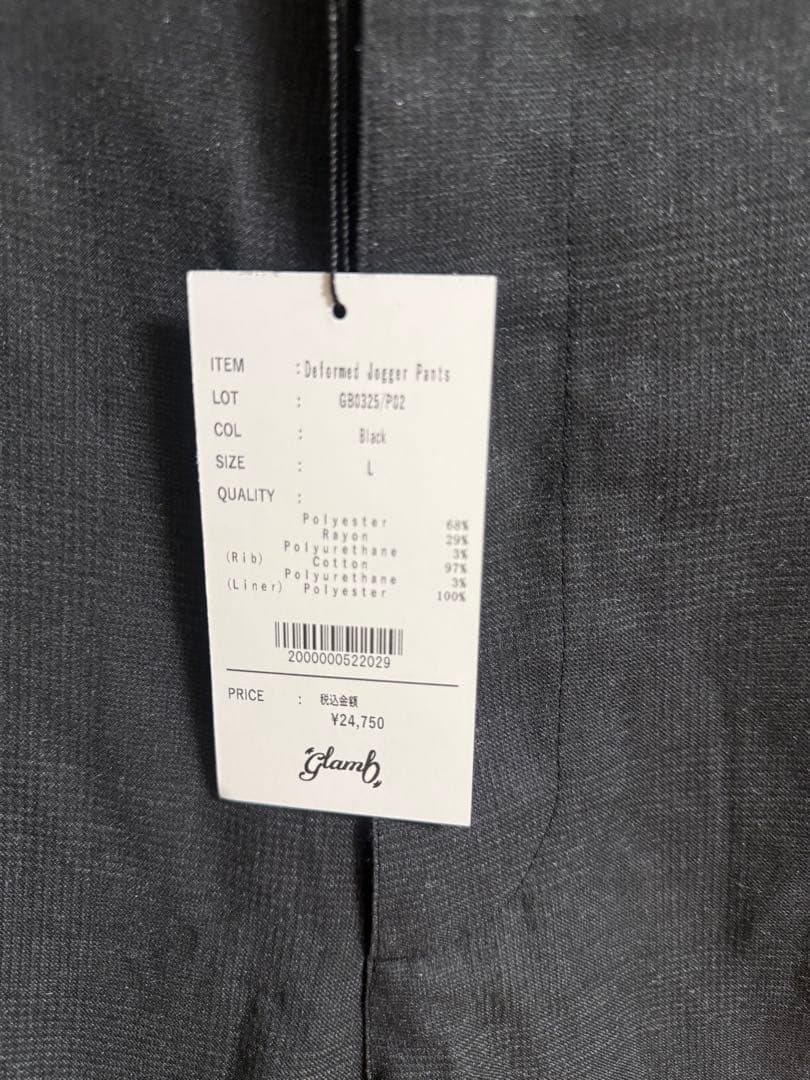 ITEM : Deformed Jogger Pants
LOT : GB0325/P02
COL : Black
SIZE : L
QUALITY :
Polyester 68%
Rayon 29%
Polyurethane 3%
(Rib) Cotton 97%
Polyurethane 3%
(Liner) Polyester 100%
2000000522029
PRICE : 税込金額
¥24,750
glamb